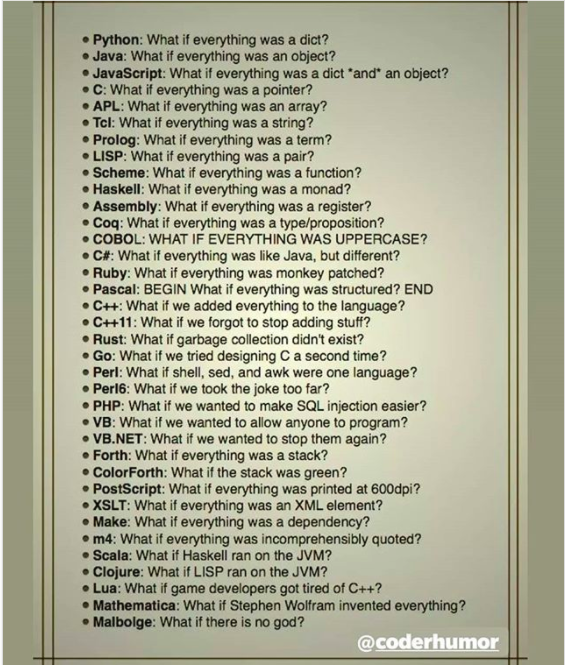 • Python: What if everything was a dict?
• Java: What if everything was an object?
• JavaScript: What if everything was a dict *and* an object?
• C: What if everything was a pointer?
• APL: What if everything was an array?
• Tcl: What if everything was a string?
• Prolog: What if everything was a term?
• LISP: What if everything was a pair?
• Scheme: What if everything was a function?
• Haskell: What if everything was a monad?
• Assembly: What if everything was a register?
• Coq: What if everything was a type/proposition?
• COBOL: WHAT IF EVERYTHING WAS UPPERCASE?
• C#: What if everything was like Java, but different?
• Ruby: What if everything was monkey patched?
• Pascal: BEGIN What if everything was structured? END
• C++: What if we added everything to the language?
• C++11: What if we forgot to stop adding stuff?
• Rust: What if garbage collection didn't exist?
• Go: What if we tried designing C a second time?
• Perl: What if shell, sed, and awk were one language?
• Perl6: What if we took the joke too far?
• PHP: What if we wanted to make SQL injection easier?
• VB: What if we wanted to allow anyone to program?
• VB.NET: What if we wanted to stop them again?
• Forth: What if everything was a stack?
• ColorForth: What if the stack was green?
• PostScript: What if everything was printed at 600dpi?
• XSLT: What if everything was an XML element?
• Make: What if everything was a dependency?
• m4: What if everything was incomprehensibly quoted?
• Scala: What if Haskell ran on the JVM?
• Clojure: What if LISP ran on the JVM?
• Lua: What if game developers got tired of C++?
• Mathematica: What if Stephen Wolfram invented everything?
• Malbolge: What if there is no god?
@coderhumor